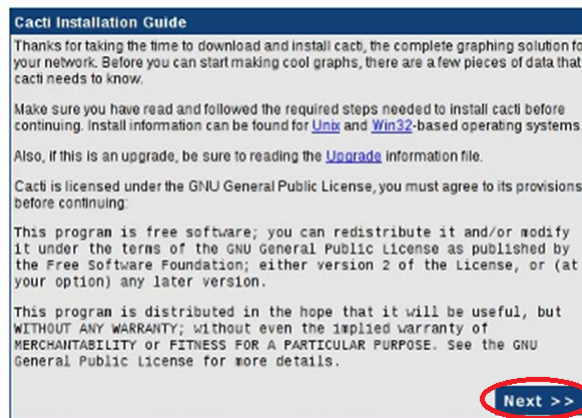 Cacti Installation Guide
Thanks for taking the time to download and install cacti, the complete graphing solution fo
your network. Before you can start making cool graphs, there are a few pieces of data that
cacti needs to know.
Make sure you have read and followed the required steps needed to install cacti before
continuing. Install information can be found for Unix and Win32-based operating systems.
Also, if this is an upgrade, be sure to reading the Upgrade information file.
Cacti is licensed under the GNU General Public License, you must agree to its provisions
before continuing:
This program is free software; you can redistribute it and/or modify
it under the terms of the GNU General Public License as published by
the Free Software Foundation; either version 2 of the License, or (at
your option) any later version.
This program is distributed in the hope that it will be useful, but
WITHOUT ANY WARRANTY; without even the implied warranty of
MERCHANTABILITY or FITNESS FOR A PARTICULAR PURPOSE. See the GNU
General Public License for more details.
Next >>